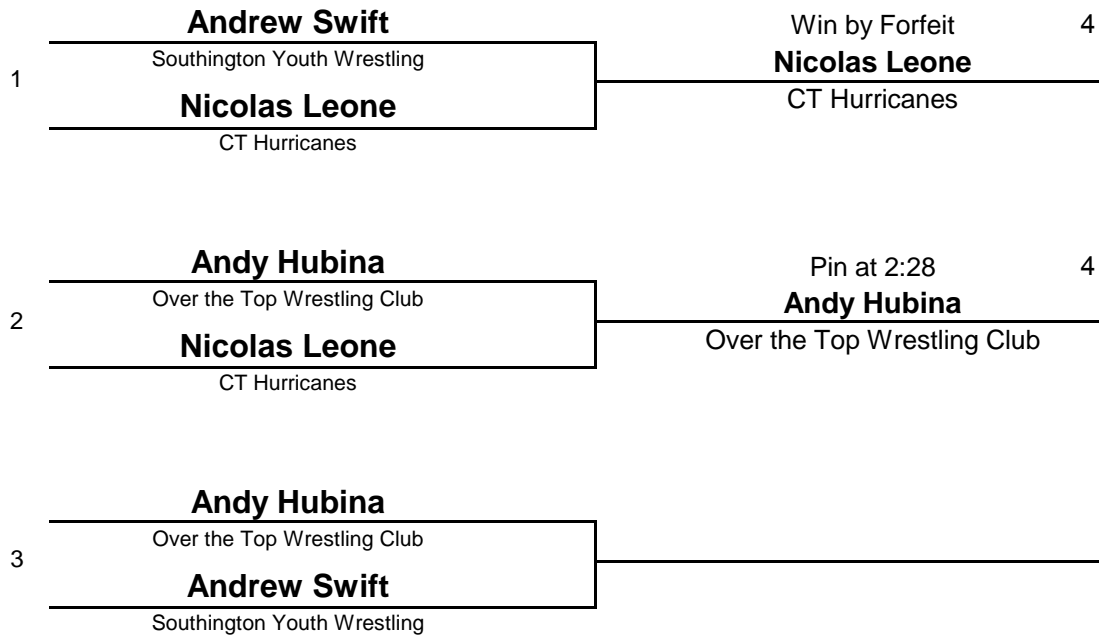 Andrew Swift
Southington Youth Wrestling
1
Nicolas Leone
CT Hurricanes
Win by Forfeit 4
Nicolas Leone
CT Hurricanes
Andy Hubina
Over the Top Wrestling Club
2
Nicolas Leone
CT Hurricanes
Pin at 2:28 4
Andy Hubina
Over the Top Wrestling Club
Andy Hubina
Over the Top Wrestling Club
3
Andrew Swift
Southington Youth Wrestling